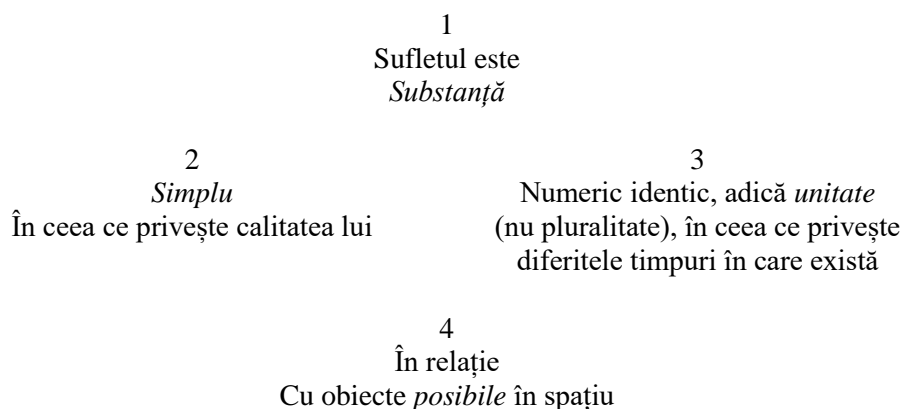 1
Sufletul este
Substanță
2
Simplu
În ceea ce privește calitatea lui
3
Numeric identic, adică unitate
(nu pluralitate), în ceea ce privește
diferitele timpuri în care există
4
În relație
Cu obiecte posibile în spațiu